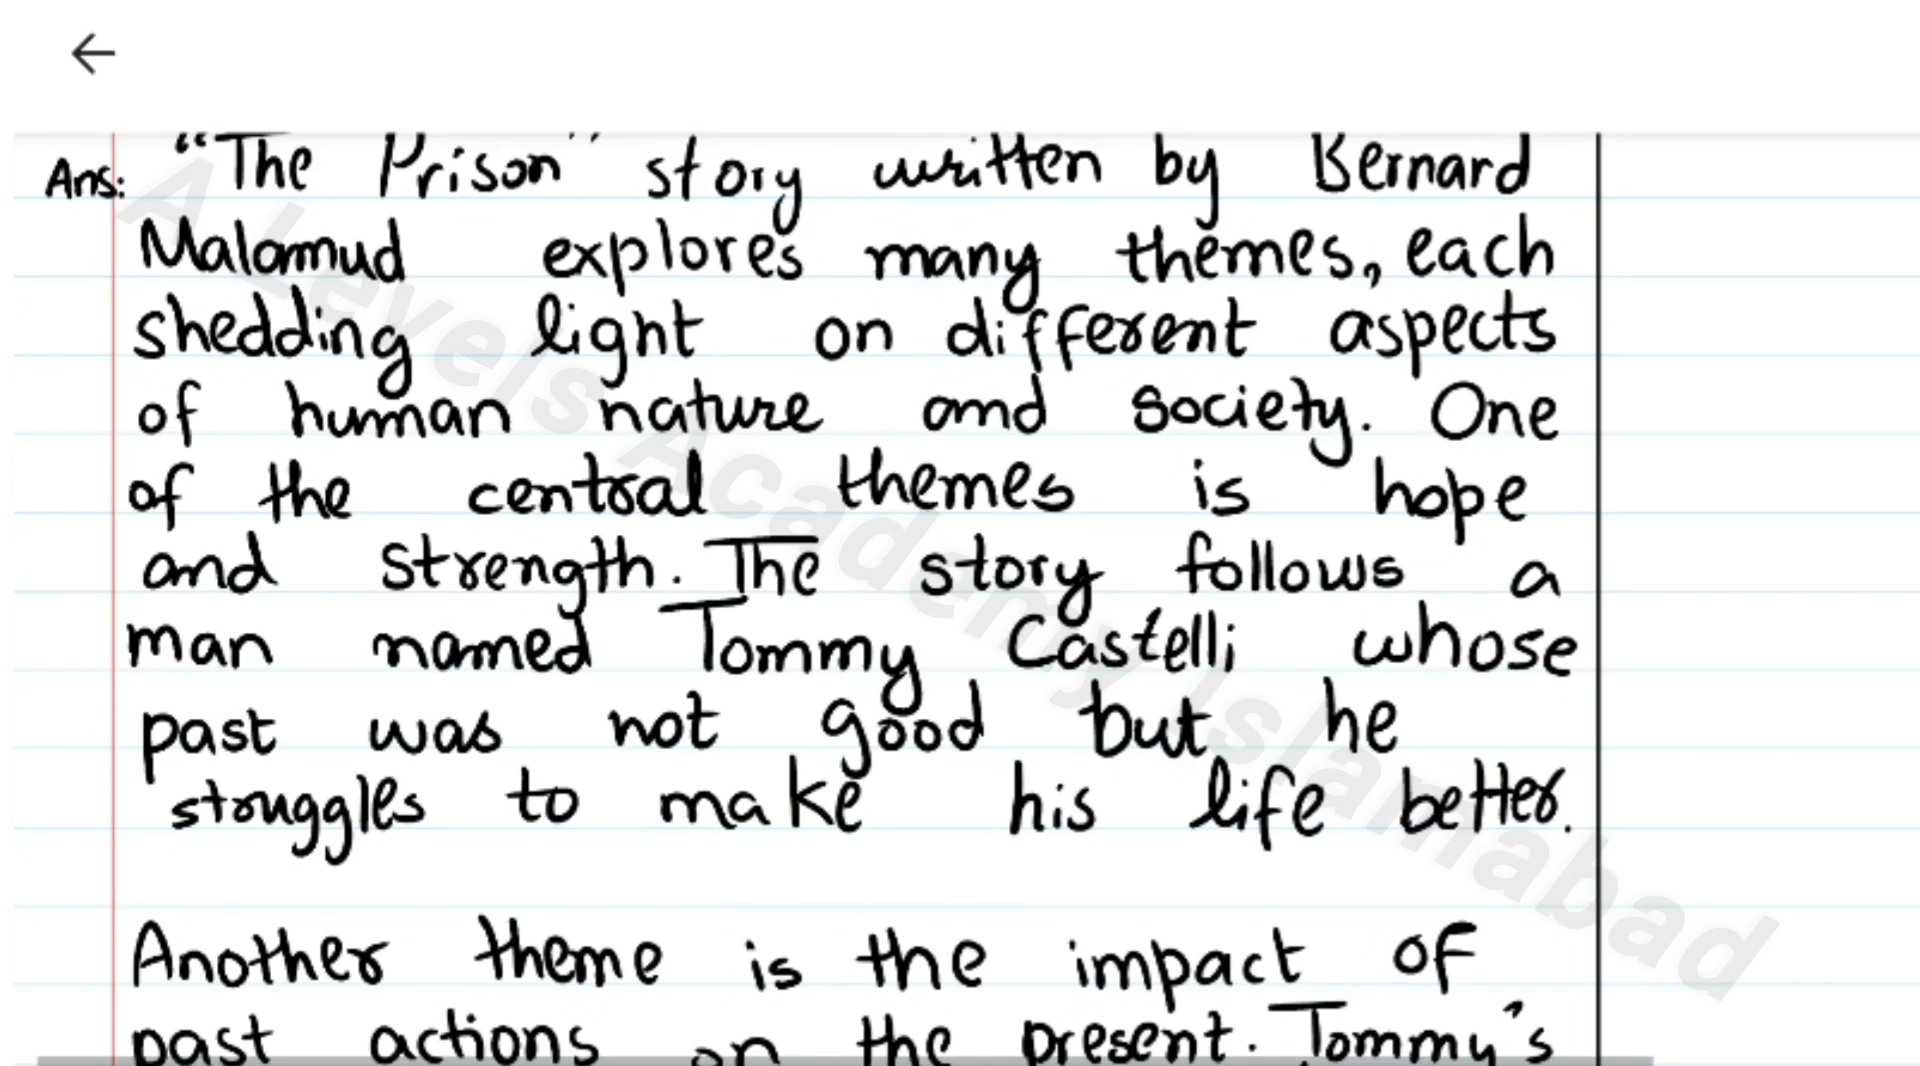 Ans: "The Prison" story written by Bernard
Malamud explores many themes, each
shedding light on different aspects
of human nature and society. One
of the central themes is hope
and strength. The story follows a
man named Tommy Castelli whose
past was not good but he
struggles to make his life better.
Another theme is the impact of
past actions on the present. Tommy's
A Levels Academy Islamabad